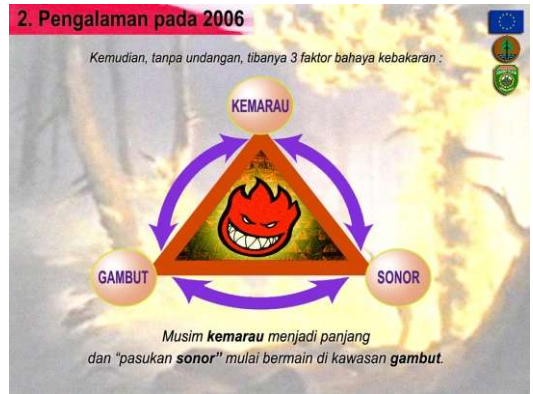 2. Pengalaman pada 2006
Kemudian, tanpa undangan, tibanya 3 faktor bahaya kebakaran :
KEMARAU
GAMBUT
SONOR
Musim kemarau menjadi panjang
dan “pasukan sonor” mulai bermain di kawasan gambut.